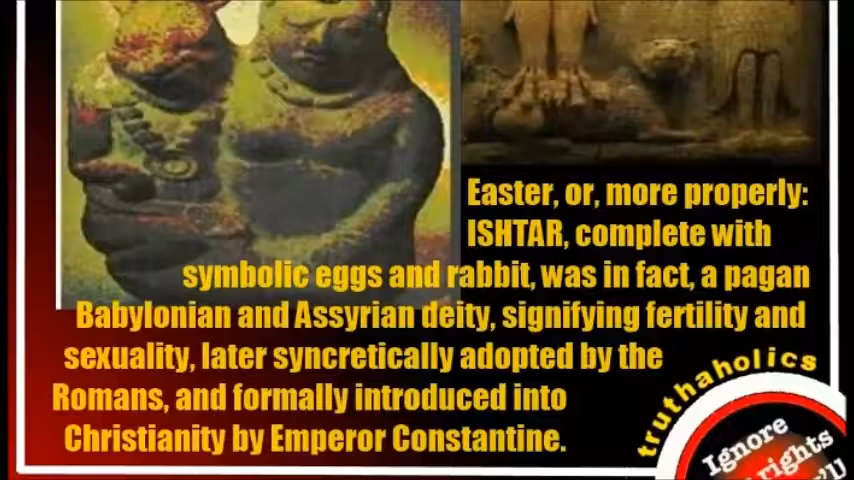 Easter, or, more properly:
ISHTAR, complete with
symbolic eggs and rabbit, was in fact, a pagan
Babylonian and Assyrian deity, signifying fertility and
sexuality, later syncretically adopted by the
Romans, and formally introduced into
Christianity by Emperor Constantine.
truthaholics
Ignore
rights